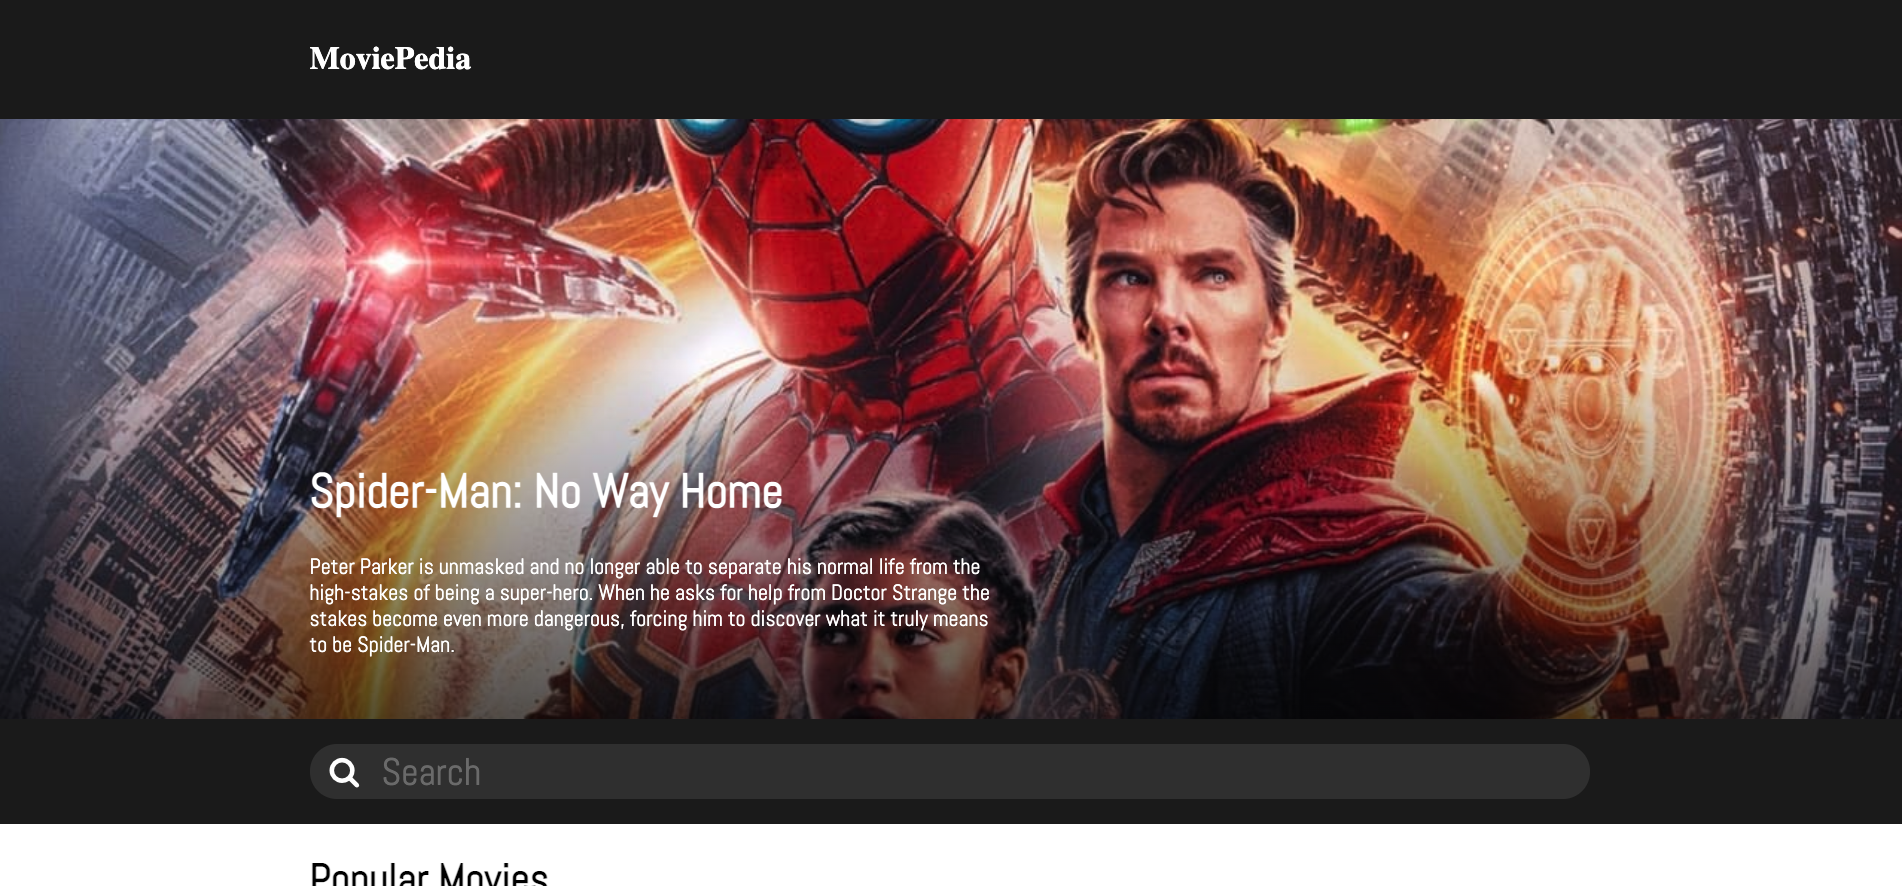 MoviePedia
Spider-Man: No Way Home
Peter Parker is unmasked and no longer able to separate his normal life from the
high-stakes of being a super-hero. When he asks for help from Doctor Strange the
stakes become even more dangerous, forcing him to discover what it truly means
to be Spider-Man.
Search
Popular Movies